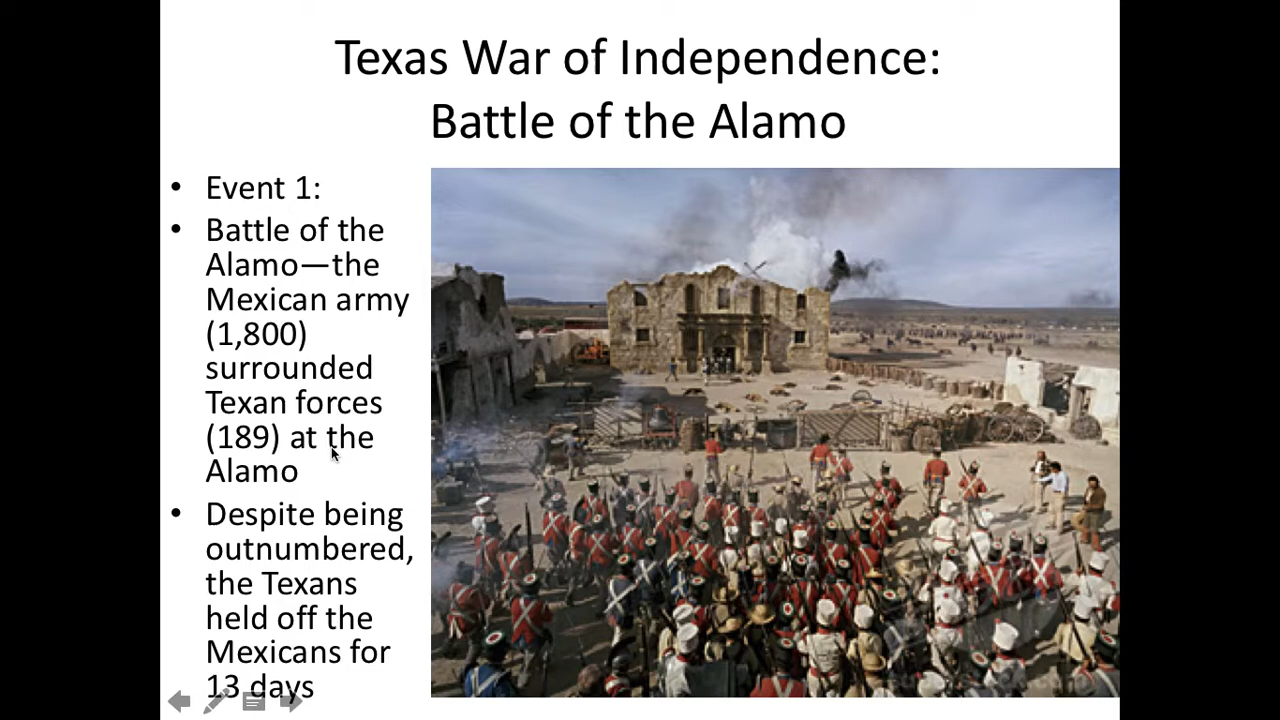 Texas War of Independence:
Battle of the Alamo
• Event 1:
• Battle of the
Alamo—the
Mexican army
(1,800)
surrounded
Texan forces
(189) at the
Alamo
• Despite being
outnumbered,
the Texans
held off the
Mexicans for
13 days